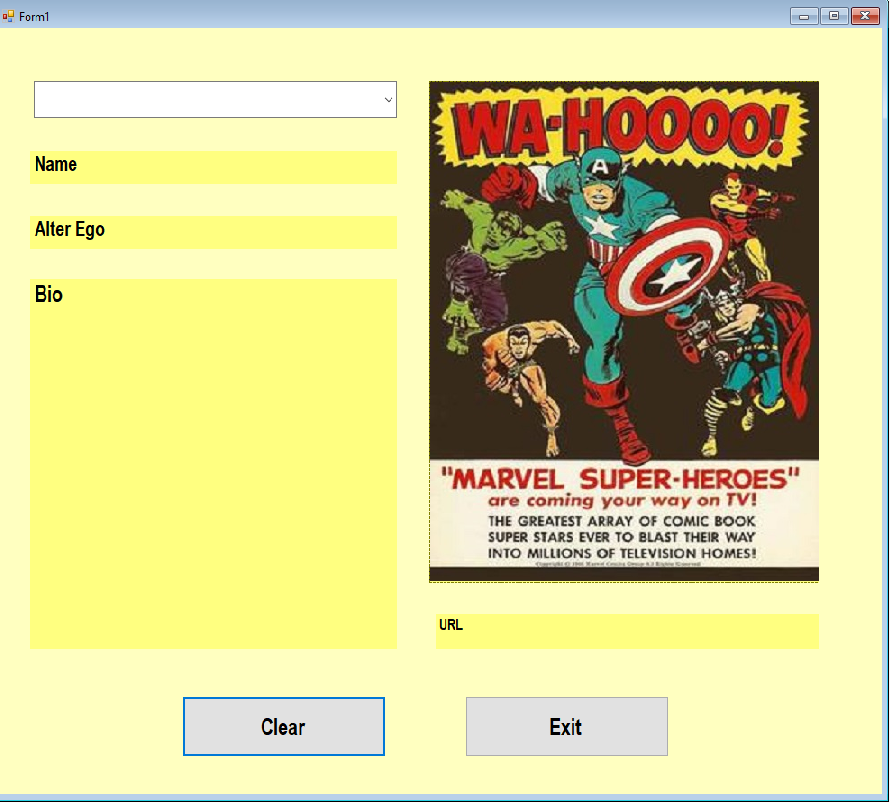 Form1
Name
Alter Ego
Bio
WA-HOOOO!
A
"MARVEL SUPER-HEROES"
are coming your way on TV!
THE GREATEST ARRAY OF COMIC BOOK
SUPER STARS EVER TO BLAST THEIR WAY
INTO MILLIONS OF TELEVISION HOMES!
URL
Clear
Exit